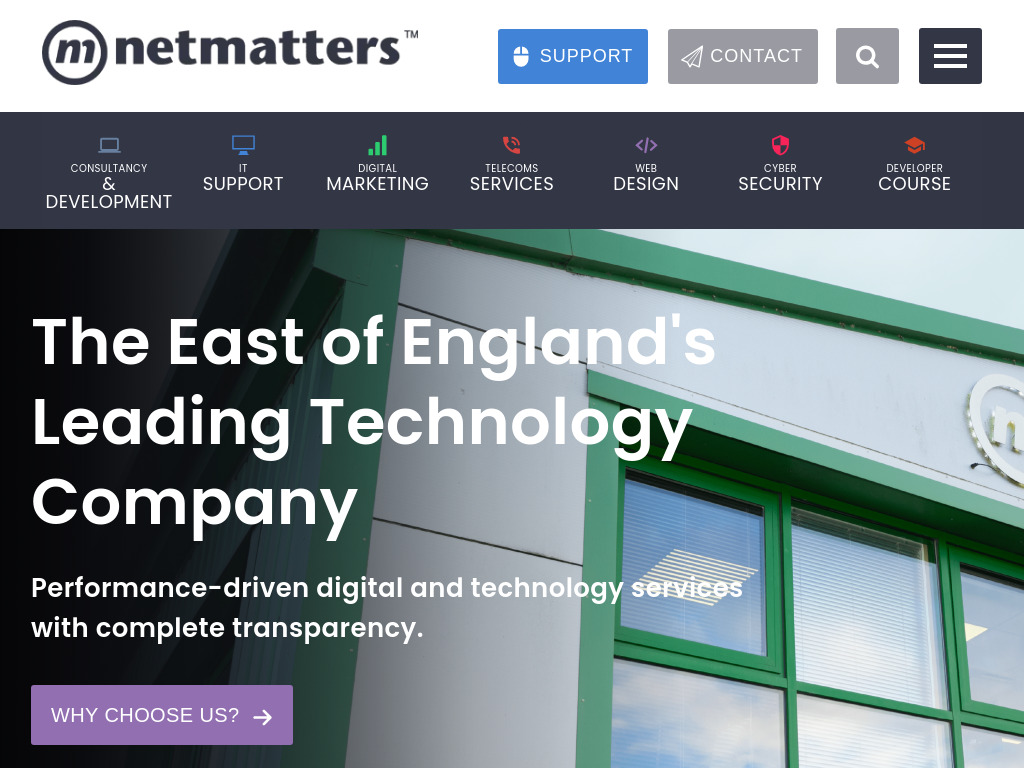 m netmatters™
SUPPORT
CONTACT
CONSULTANCY
&
DEVELOPMENT
IT
SUPPORT
DIGITAL
MARKETING
TELECOMS
SERVICES
WEB
DESIGN
CYBER
SECURITY
DEVELOPER
COURSE
The East of England's
Leading Technology
Company
Performance-driven digital and technology services
with complete transparency.
WHY CHOOSE US?